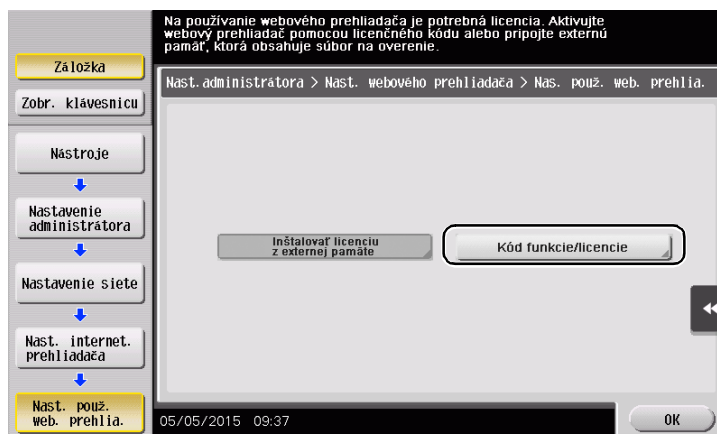 Na používanie webového prehliadača je potrebná licencia. Aktivujte
webový prehliadač pomocou licenčného kódu alebo pripojte externú
pamäť, ktorá obsahuje súbor na overenie.
Záložka
Zobr. klávesnicu
Nástroje
Nastavenie
administrátora
Nastavenie siete
Nast. internet.
prehliadača
Nast. použ.
web. prehlia.
Nast.administrátora > Nast. webového prehliadača > Nas. použ. web. prehlia.
Inštalovať licenciu
z externej pamäte
Kód funkcie/licencie
05/05/2015 09:37
OK